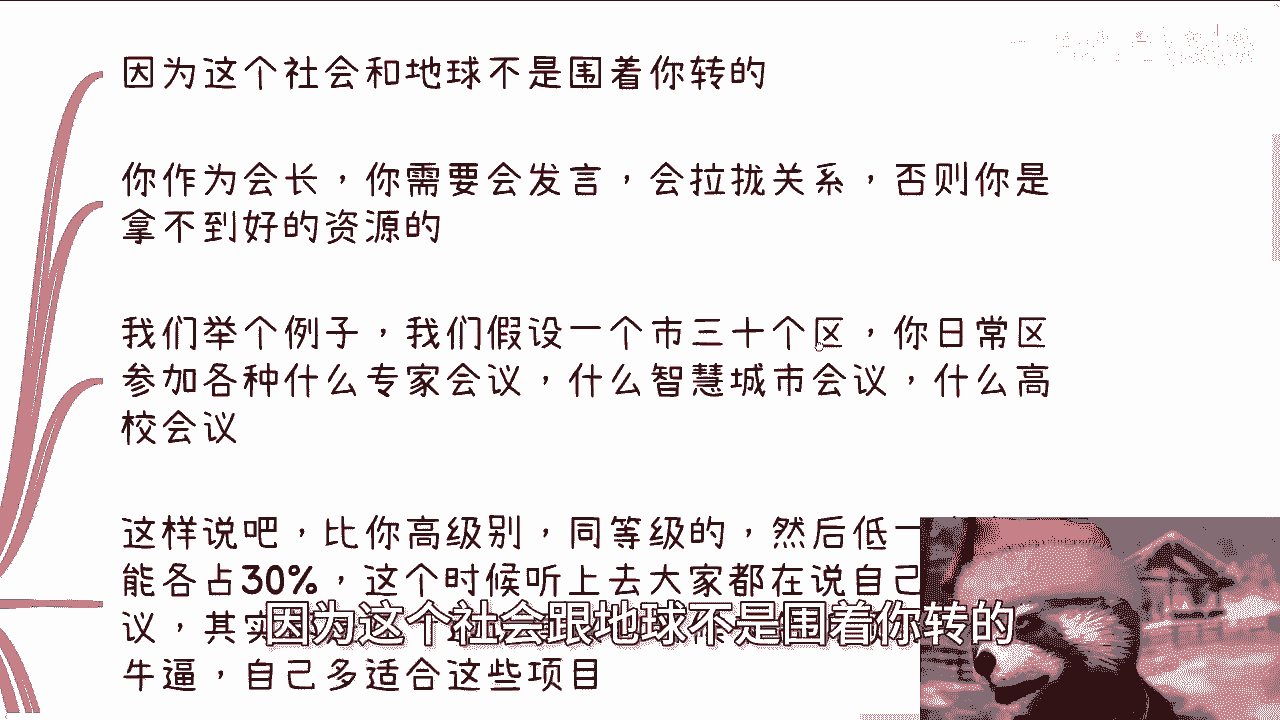 因为这个社会和地球不是围着你转的
你作为会长，你需要会发言，会拉拢关系，否则你是
拿不到好的资源的
我们举个例子，我们假设一个市三十个区，你日常区
参加各种什么专家会议，什么智慧城市会议，什么高
校会议
这样说吧，比你高级别，同等级的，然后低一
能各占30%，这个时候听上去大家都在说自己
议，其实
牛逼，自己多适合这些项目
因为这个社会跟地球不是围着你转的